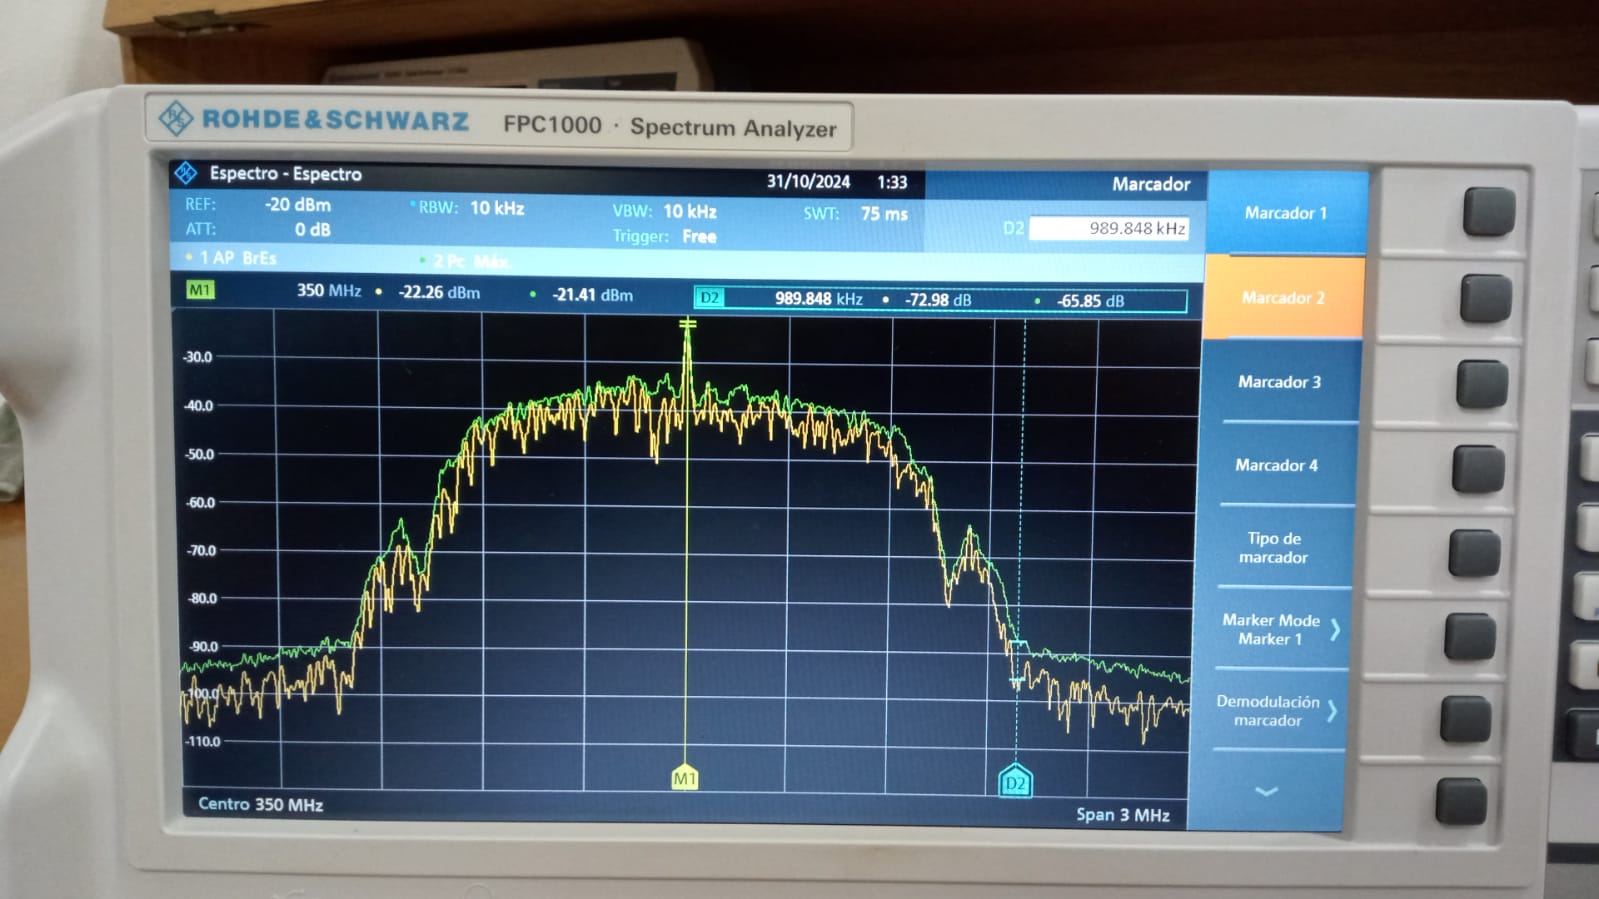 ROHDE & SCHWARZ FPC1000 · Spectrum Analyzer
Espectro - Espectro 31/10/2024 1:33 Marcador
REF: -20 dBm RBW: 10 kHz VBW: 10 kHz SWT: 75 ms
ATT: 0 dB Trigger: Free D2 989.848 kHz
1 AP BrEs 2 Pc Máx.
M1 350 MHz -22.26 dBm -21.41 dBm D2 989.848 kHz -72.98 dB -65.85 dB
-30.0
-40.0
-50.0
-60.0
-70.0
-80.0
-90.0
-100.0
-110.0
M1 D2
Centro 350 MHz Span 3 MHz
Marcador 1
Marcador 2
Marcador 3
Marcador 4
Tipo de
marcador
Marker Mode
Marker 1
Demodulación
marcador